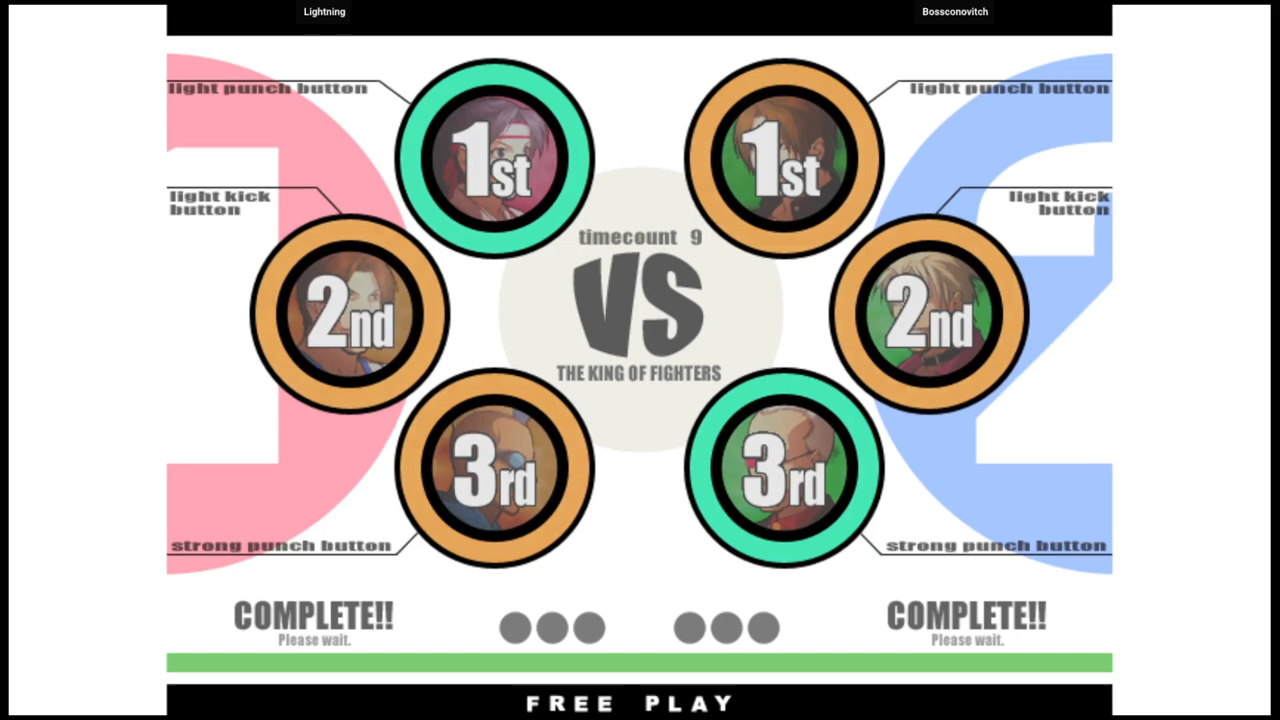 Lightning
Bossconovitch
light punch button
1st
1st
light punch button
light kick
button
light kick
button
timecount 9
VS
THE KING OF FIGHTERS
2nd
2nd
3rd
3rd
strong punch button
strong punch button
COMPLETE!!
Please wait.
COMPLETE!!
Please wait.
FREE PLAY